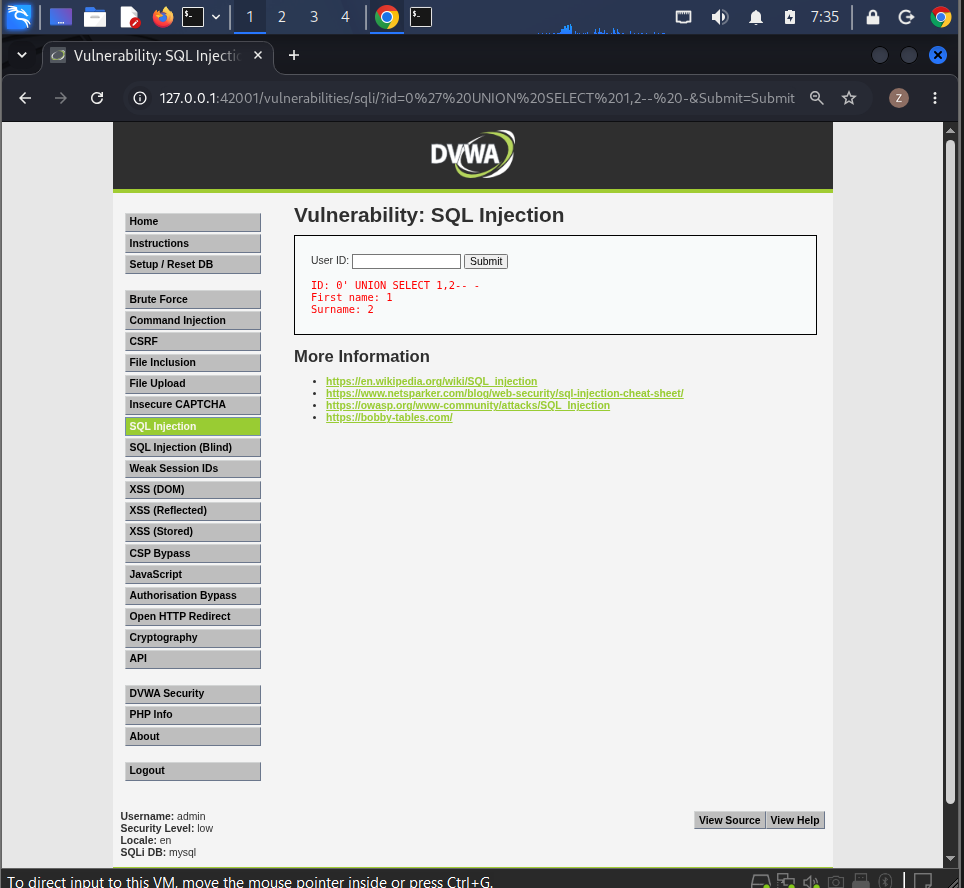 1 2 3 4 7:35
Vulnerability: SQL Injectic
127.0.0.1:42001/vulnerabilities/sqli/?id=0%27%20UNION%20SELECT%201,2--%20-&Submit=Submit
Z
DVWA
Home
Instructions
Setup / Reset DB
Brute Force
Command Injection
CSRF
File Inclusion
File Upload
Insecure CAPTCHA
SQL Injection
SQL Injection (Blind)
Weak Session IDs
XSS (DOM)
XSS (Reflected)
XSS (Stored)
CSP Bypass
JavaScript
Authorisation Bypass
Open HTTP Redirect
Cryptography
API
DVWA Security
PHP Info
About
Logout
Vulnerability: SQL Injection
User ID: Submit
ID: 0' UNION SELECT 1,2-- -
First name: 1
Surname: 2
More Information
https://en.wikipedia.org/wiki/SQL_injection
https://www.netsparker.com/blog/web-security/sql-injection-cheat-sheet/
https://owasp.org/www-community/attacks/SQL_Injection
https://bobby-tables.com/
Username: admin
Security Level: low
Locale: en
SQLi DB: mysql
View Source View Help
To direct input to this VM, move the mouse pointer inside or press Ctrl+G.